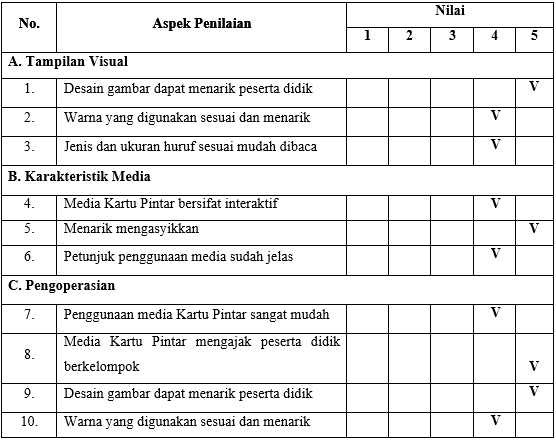 No. Aspek Penilaian Nilai
1 2 3 4 5
A. Tampilan Visual
1. Desain gambar dapat menarik peserta didik V
2. Warna yang digunakan sesuai dan menarik V
3. Jenis dan ukuran huruf sesuai mudah dibaca V
B. Karakteristik Media
4. Media Kartu Pintar bersifat interaktif V
5. Menarik mengasyikkan V
6. Petunjuk penggunaan media sudah jelas V
C. Pengoperasian
7. Penggunaan media Kartu Pintar sangat mudah V
8. Media Kartu Pintar mengajak peserta didik
berkelompok V
9. Desain gambar dapat menarik peserta didik V
10. Warna yang digunakan sesuai dan menarik V